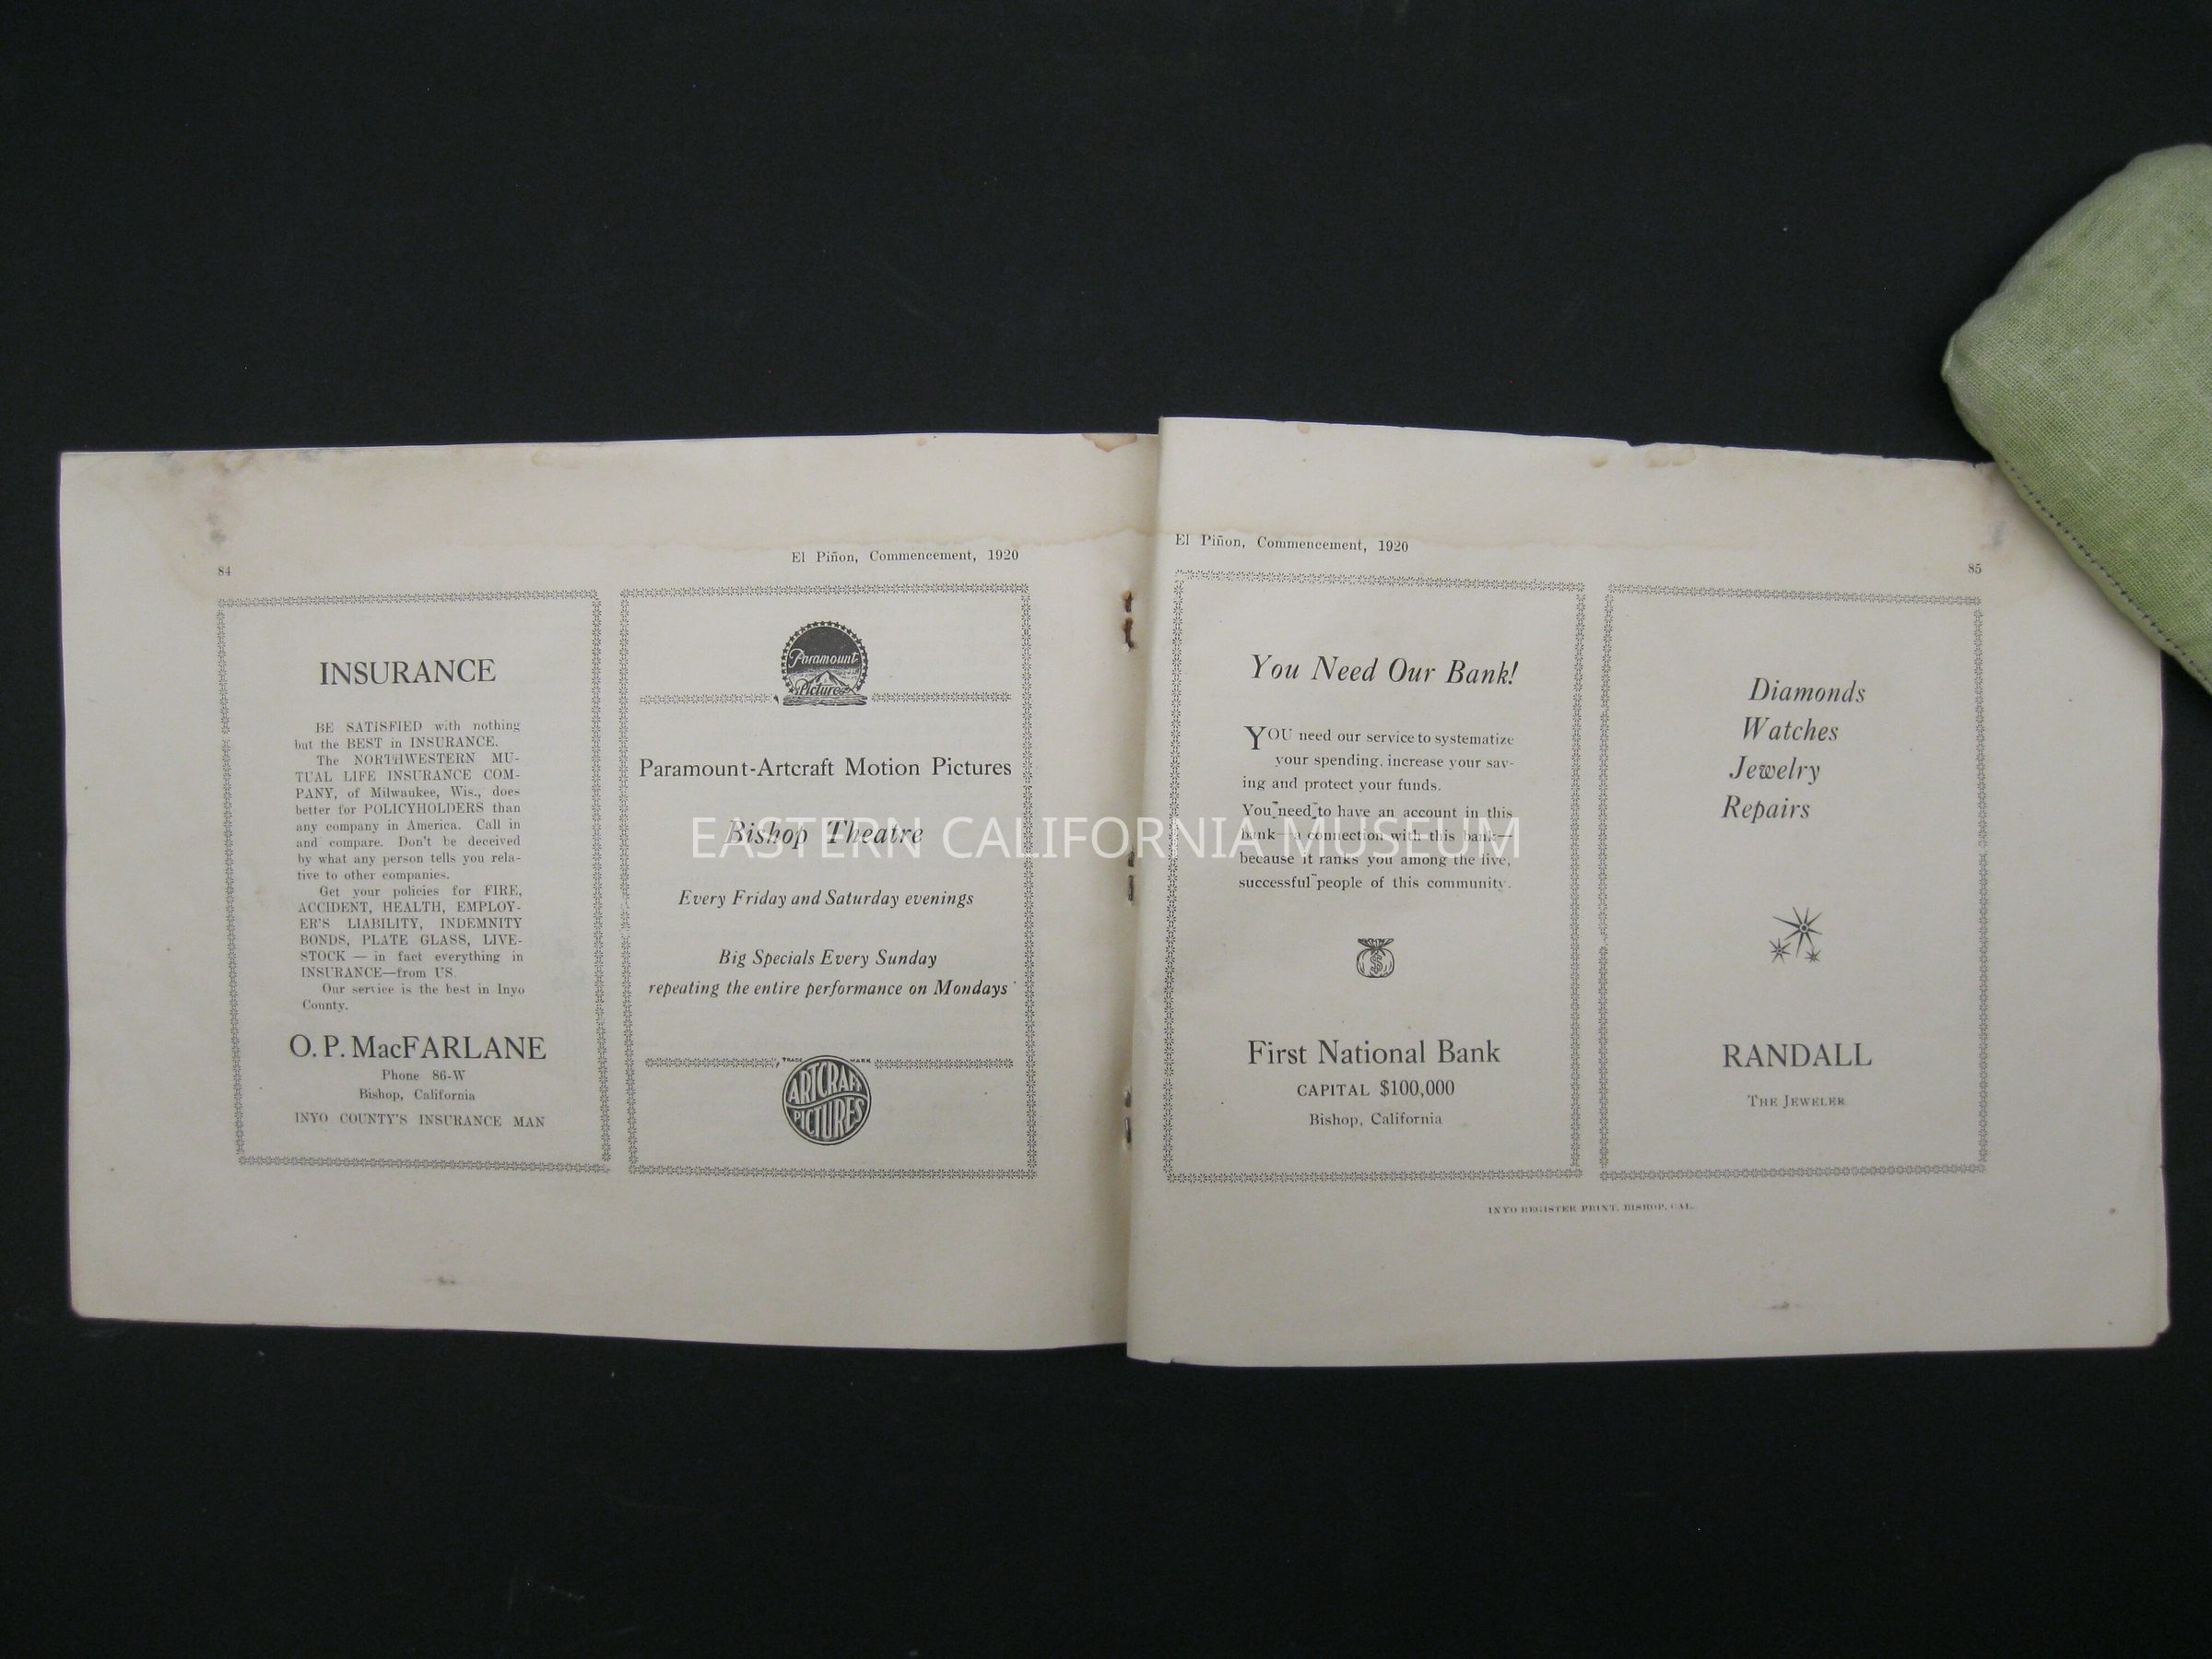 84
El Piñon, Commencement, 1920
INSURANCE
BE SATISFIED with nothing
but the BEST in INSURANCE.
The NORTHWESTERN MU-
TUAL LIFE INSURANCE COM-
PANY, of Milwaukee, Wis., does
better for POLICYHOLDERS than
any company in America. Call in
and compare. Don't be deceived
by what any person tells you rela-
tive to other companies.
Get your policies for FIRE,
ACCIDENT, HEALTH, EMPLOY-
ER'S LIABILITY, INDEMNITY
BONDS, PLATE GLASS, LIVE-
STOCK — in fact everything in
INSURANCE—from US.
Our service is the best in Inyo
County.
O. P. MacFARLANE
Phone 86-W
Bishop, California
INYO COUNTY'S INSURANCE MAN
Paramount
Pictures
Paramount-Artcraft Motion Pictures
Bishop Theatre
Every Friday and Saturday evenings
Big Specials Every Sunday
repeating the entire performance on Mondays
TRADE MARK
ARTCRAFT
PICTURES
El Piñon, Commencement, 1920
85
You Need Our Bank!
YOU need our service to systematize
your spending, increase your sav-
ing and protect your funds.
You need to have an account in this
bank—a connection with this bank—
because it ranks you among the live,
successful people of this community.
$
First National Bank
CAPITAL $100,000
Bishop, California
Diamonds
Watches
Jewelry
Repairs
RANDALL
THE JEWELER
INYO REGISTER PRINT, BISHOP, CAL.
EASTERN CALIFORNIA MUSEUM